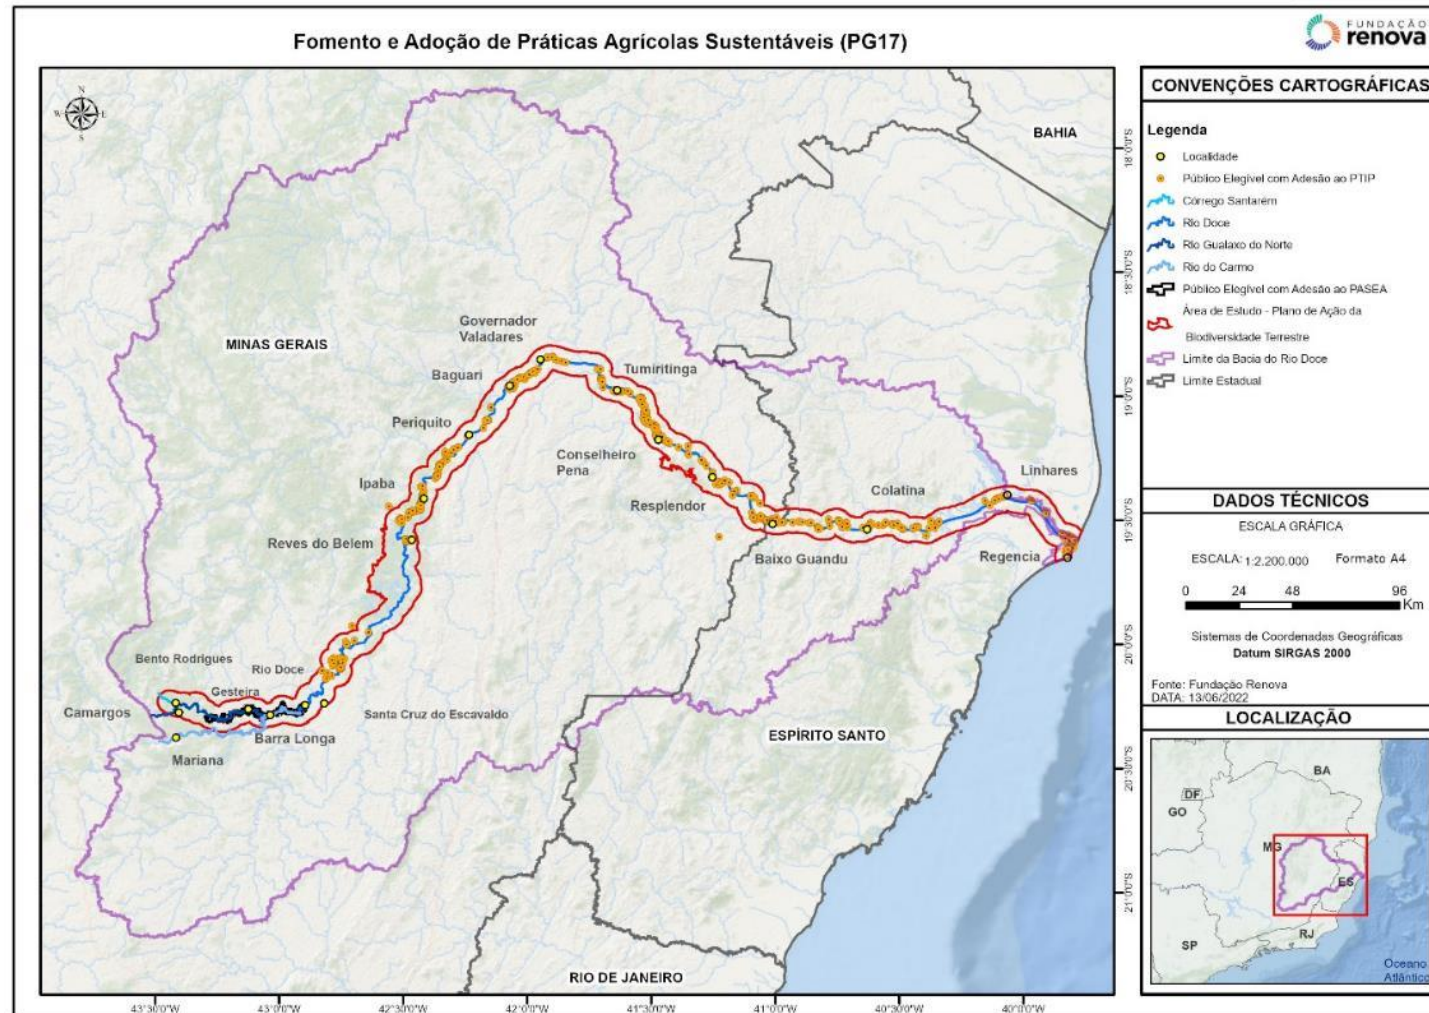 Fomento e Adoção de Práticas Agrícolas Sustentáveis (PG17)
FUNDAÇÃO
renova
N
W
E
S
BAHIA
MINAS GERAIS
Governador
Valadares
Baguari
Tumiritinga
Periquito
Conselheiro
Pena
Ipaba
Linhares
Colatina
Resplendor
Reves do Belem
Baixo Guandu
Regencia
Bento Rodrigues
Rio Doce
Gesteira
Camargos
Santa Cruz do Escavaldo
Barra Longa
Mariana
ESPÍRITO SANTO
RIO DE JANEIRO
18°0'0"S
18°30'0"S
19°0'0"S
19°30'0"S
20°0'0"S
20°30'0"S
21°0'0"S
43°30'0"W
43°0'0"W
42°30'0"W
42°0'0"W
41°30'0"W
41°0'0"W
40°30'0"W
40°0'0"W
CONVENÇÕES CARTOGRÁFICAS
Legenda
Localidade
Público Elegível com Adesão ao PTIP
Córrego Santarém
Rio Doce
Rio Gualaxo do Norte
Rio do Carmo
Público Elegível com Adesão ao PASEA
Área de Estudo - Plano de Ação da
Biodiversidade Terrestre
Limite da Bacia do Rio Doce
Limite Estadual
DADOS TÉCNICOS
ESCALA GRÁFICA
ESCALA: 1:2.200.000 Formato A4
0 24 48 96
Km
Sistemas de Coordenadas Geográficas
Datum SIRGAS 2000
Fonte: Fundação Renova
DATA: 13/06/2022
LOCALIZAÇÃO
BA
DF
GO
MG
ES
SP
RJ
Oceano
Atlântico